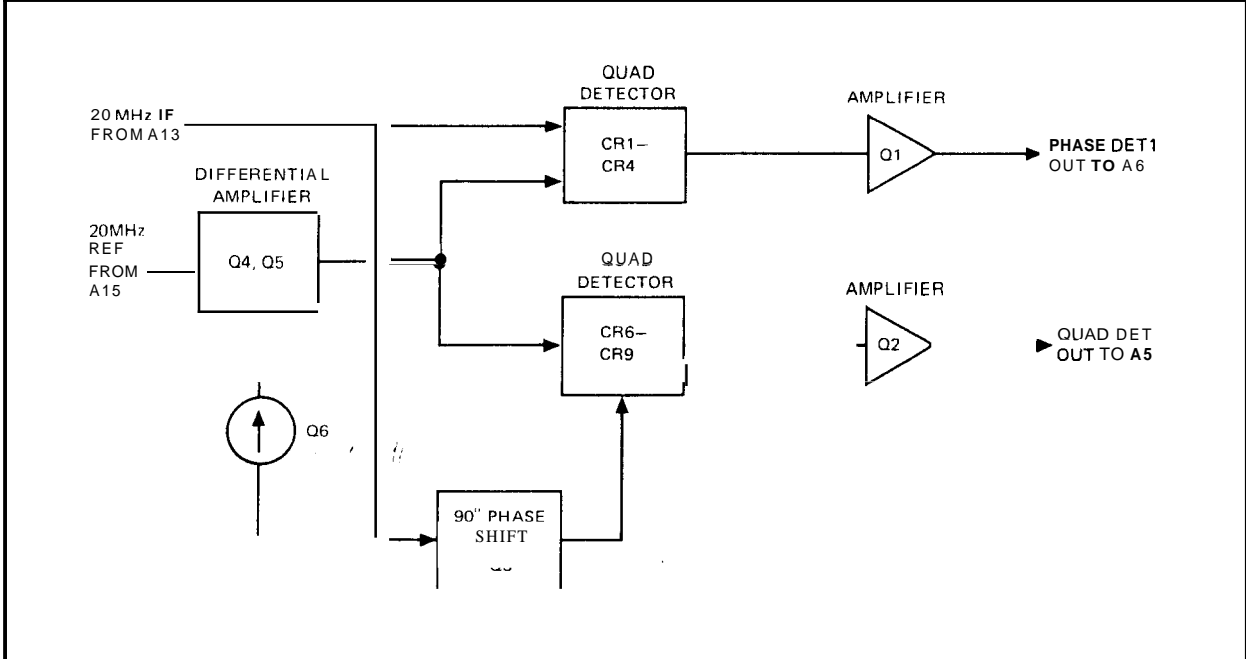 QUAD
DETECTOR
AMPLIFIER
20 MHz IF
FROM A13
CR1–
CR4
Q1
PHASE DET1
OUT TO A6
DIFFERENTIAL
AMPLIFIER
20MHz
REF
FROM
A15
Q4, Q5
QUAD
DETECTOR
AMPLIFIER
CR6–
CR9
Q2
QUAD DET
OUT TO A5
Q6
90" PHASE
SHIFT